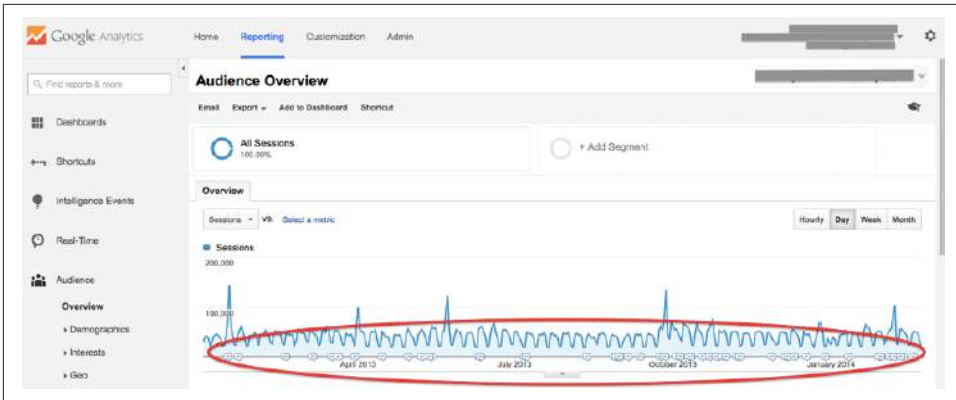 Google Analytics
Home Reporting Customization Admin
Find reports & more
Audience Overview
Email Export Add to Dashboard Shortcut
Dashboards
All Sessions
100.00%
+ Add Segment
Shortcuts
Overview
Intelligence Events
Sessions VS. Select a metric
Hourly Day Week Month
Real-Time
Sessions
200,000
Audience
Overview
100,000
Demographics
Interests
April 2013 July 2013 October 2013 January 2014
Geo